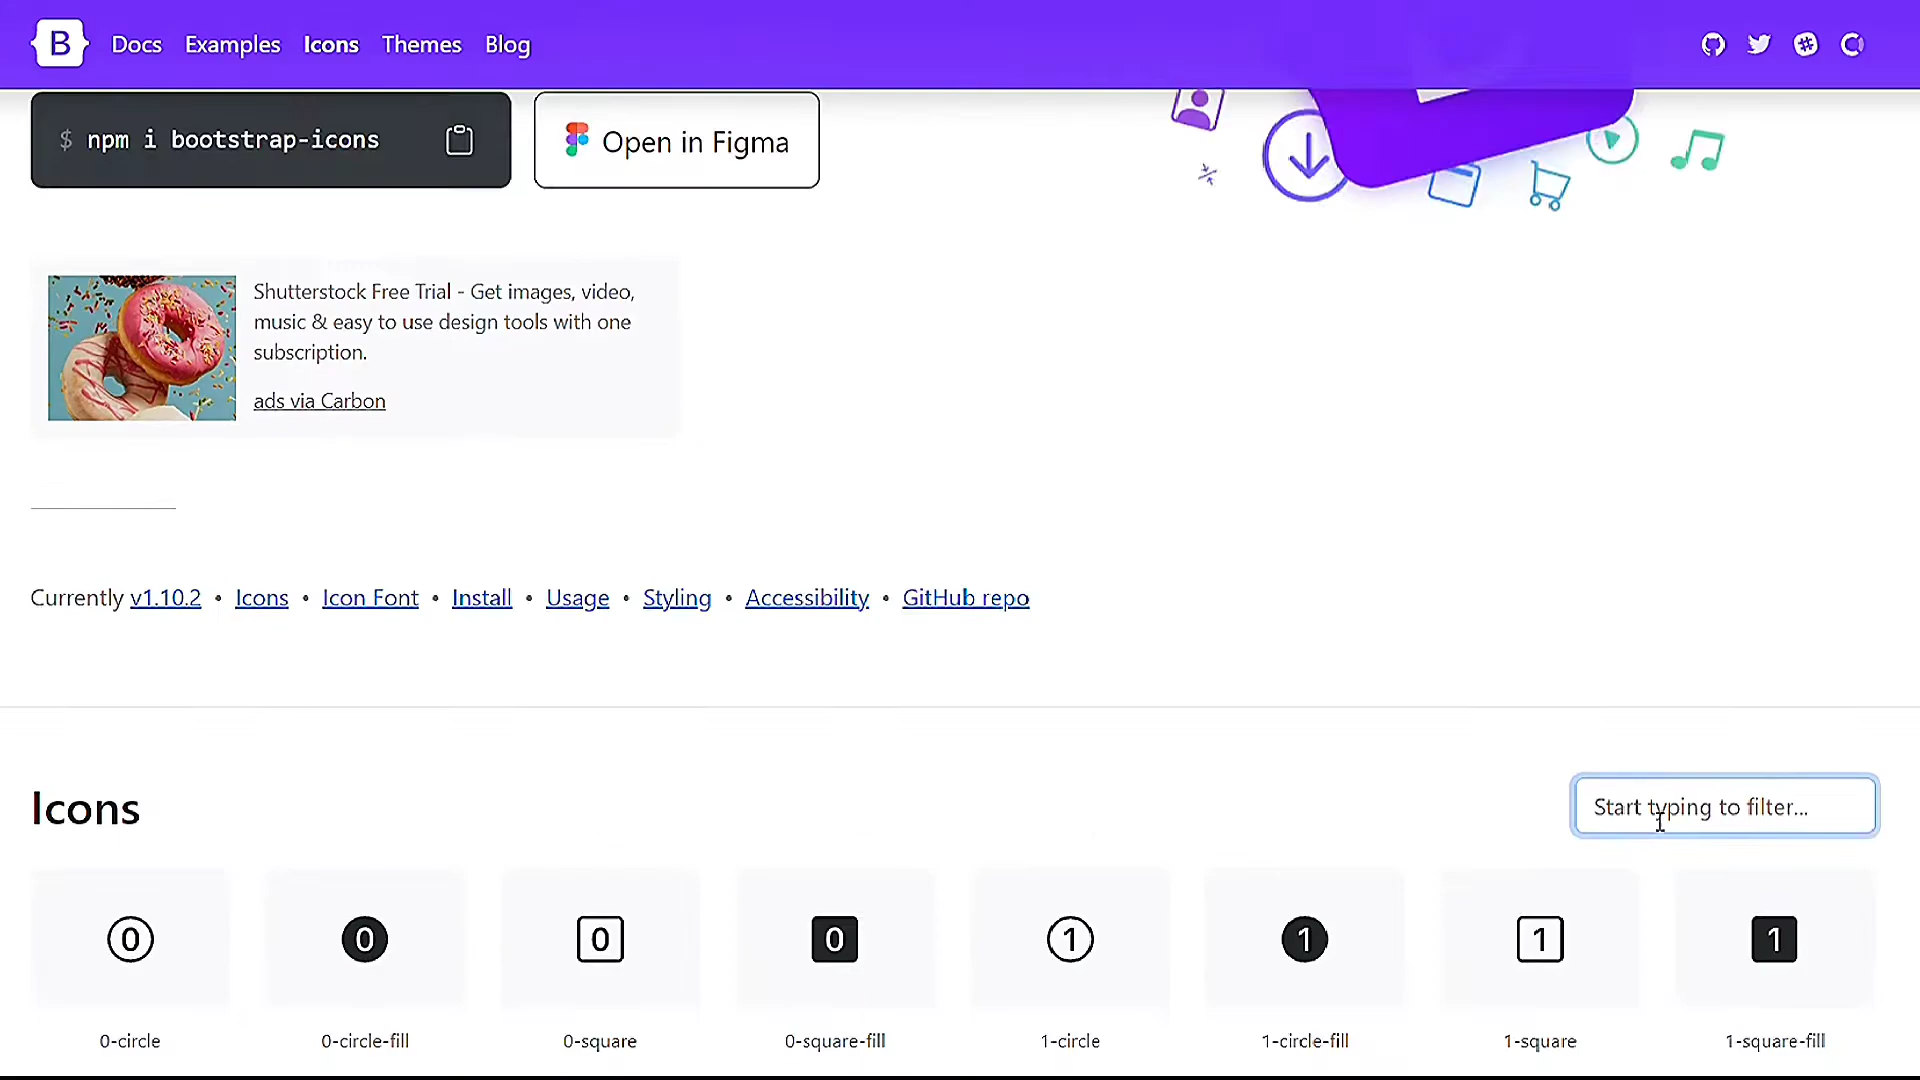 B Docs Examples Icons Themes Blog
$ npm i bootstrap-icons
Open in Figma
Shutterstock Free Trial - Get images, video,
music & easy to use design tools with one
subscription.
ads via Carbon
Currently v1.10.2 • Icons • Icon Font • Install • Usage • Styling • Accessibility • GitHub repo
Icons
Start typing to filter...
0 0 0 0 1 1 1 1
0-circle 0-circle-fill 0-square 0-square-fill 1-circle 1-circle-fill 1-square 1-square-fill